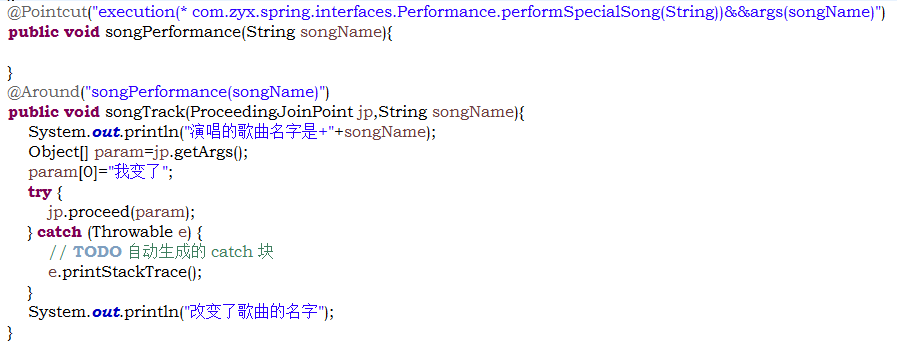 @Pointcut("execution(* com.zyx.spring.interfaces.Performance.performSpecialSong(String))&&args(songName)")
public void songPerformance(String songName){
}
@Around("songPerformance(songName)")
public void songTrack(ProceedingJoinPoint jp,String songName){
System.out.println("演唱的歌曲名字是+"+songName);
Object[] param=jp.getArgs();
param[0]="我变了";
try {
jp.proceed(param);
} catch (Throwable e) {
// TODO 自动生成的 catch 块
e.printStackTrace();
}
System.out.println("改变了歌曲的名字");
}